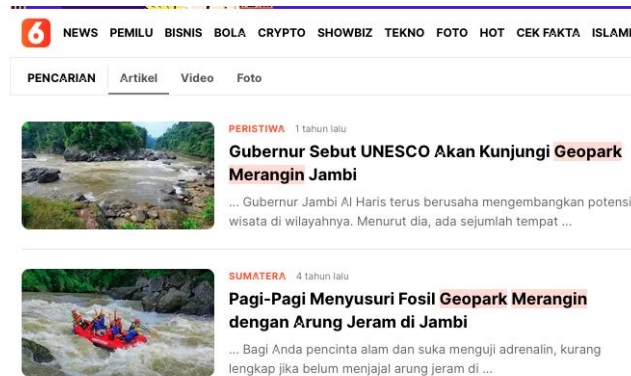 6 NEWS PEMILU BISNIS BOLA CRYPTO SHOWBIZ TEKNO FOTO HOT CEK FAKTA ISLAMI
PENCARIAN Artikel Video Foto
PERISTIWA 1 tahun lalu
Gubernur Sebut UNESCO Akan Kunjungi Geopark
Merangin Jambi
... Gubernur Jambi Al Haris terus berusaha mengembangkan potensi
wisata di wilayahnya. Menurut dia, ada sejumlah tempat ...
SUMATERA 4 tahun lalu
Pagi-Pagi Menyusuri Fosil Geopark Merangin
dengan Arung Jeram di Jambi
... Bagi Anda pencinta alam dan suka menguji adrenalin, kurang
lengkap jika belum menjajal arung jeram di ...